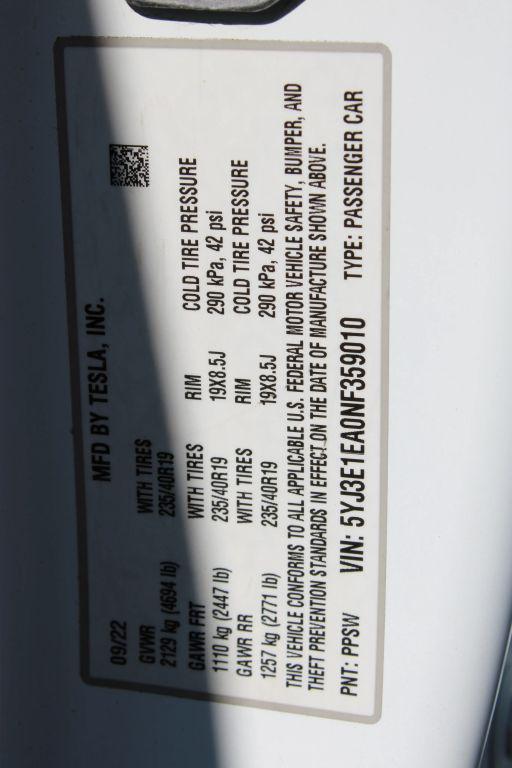 MFD BY TESLA, INC.
09/22
GVWR WITH TIRES
2129 kg (4694 lb) 235/40R19
GAWR FRT WITH TIRES RIM COLD TIRE PRESSURE
1110 kg (2447 lb) 235/40R19 19X8.5J 290 kPa, 42 psi
GAWR RR WITH TIRES RIM COLD TIRE PRESSURE
1257 kg (2771 lb) 235/40R19 19X8.5J 290 kPa, 42 psi
THIS VEHICLE CONFORMS TO ALL APPLICABLE U.S. FEDERAL MOTOR VEHICLE SAFETY, BUMPER, AND
THEFT PREVENTION STANDARDS IN EFFECT ON THE DATE OF MANUFACTURE SHOWN ABOVE.
PNT: PPSW VIN: 5YJ3E1EA0NF359010 TYPE: PASSENGER CAR